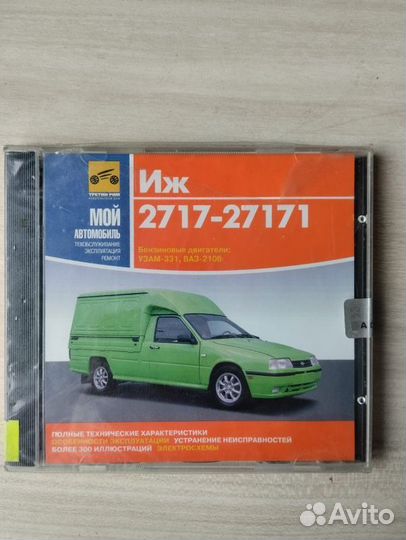 ТРЕТИЙ РИМ
МОЙ
АВТОМОБИЛЬ
ТЕХОБСЛУЖИВАНИЕ
ЭКСПЛУАТАЦИЯ
РЕМОНТ
Иж
2717-27171
Бензиновые двигатели:
УЗАМ-331, ВАЗ-2106
ПОЛНЫЕ ТЕХНИЧЕСКИЕ ХАРАКТЕРИСТИКИ
ОСОБЕННОСТИ ЭКСПЛУАТАЦИИ УСТРАНЕНИЕ НЕИСПРАВНОСТЕЙ
БОЛЕЕ 300 ИЛЛЮСТРАЦИЙ ЭЛЕКТРОСХЕМЫ
Avito